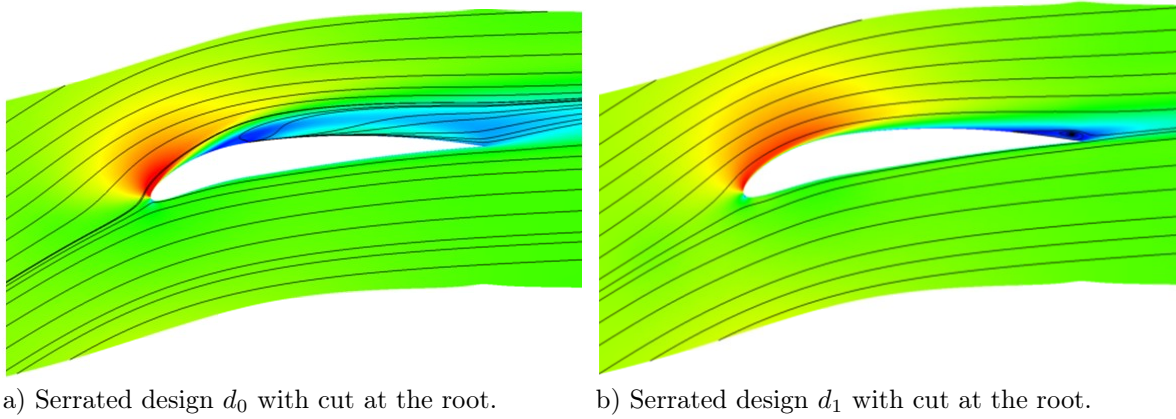 a) Serrated design d₀ with cut at the root.
b) Serrated design d₁ with cut at the root.